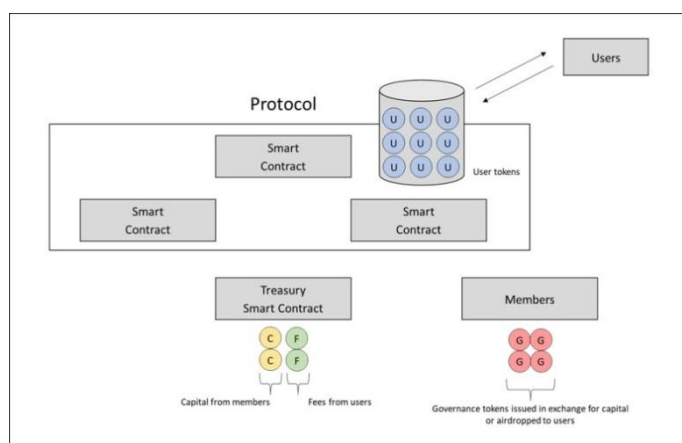 Users
Protocol
U U U
U U U
U U U
User tokens
Smart
Contract
Smart
Contract
Smart
Contract
Treasury
Smart Contract
Members
C F
C F
G G
G G
Capital from members
Fees from users
Governance tokens issued in exchange for capital
or airdropped to users